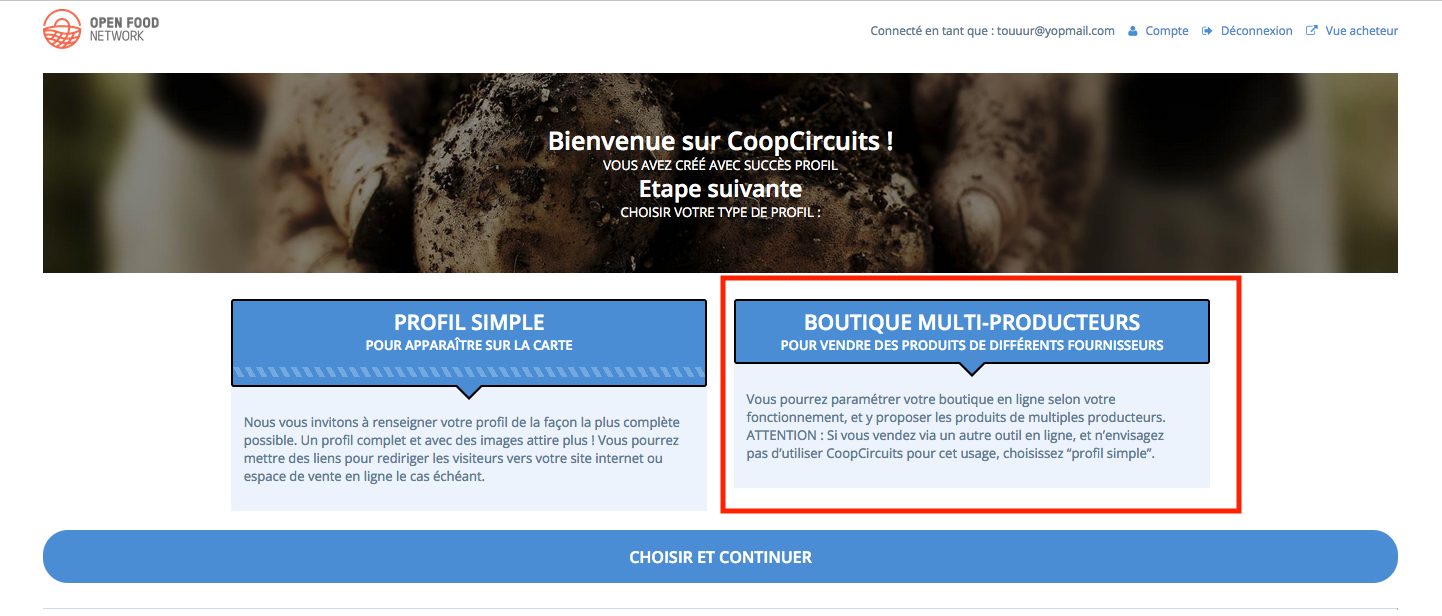 OPEN FOOD
NETWORK
Connecté en tant que : touuur@yopmail.com Compte Déconnexion Vue acheteur
Bienvenue sur CoopCircuits !
VOUS AVEZ CRÉÉ AVEC SUCCÈS PROFIL
Etape suivante
CHOISIR VOTRE TYPE DE PROFIL :
PROFIL SIMPLE
POUR APPARAÎTRE SUR LA CARTE
Nous vous invitons à renseigner votre profil de la façon la plus complète
possible. Un profil complet et avec des images attire plus ! Vous pourrez
mettre des liens pour rediriger les visiteurs vers votre site internet ou
espace de vente en ligne le cas échéant.
BOUTIQUE MULTI-PRODUCTEURS
POUR VENDRE DES PRODUITS DE DIFFÉRENTS FOURNISSEURS
Vous pourrez paramétrer votre boutique en ligne selon votre
fonctionnement, et y proposer les produits de multiples producteurs.
ATTENTION : Si vous vendez via un autre outil en ligne, et n’envisagez
pas d’utiliser CoopCircuits pour cet usage, choisissez “profil simple”.
CHOISIR ET CONTINUER